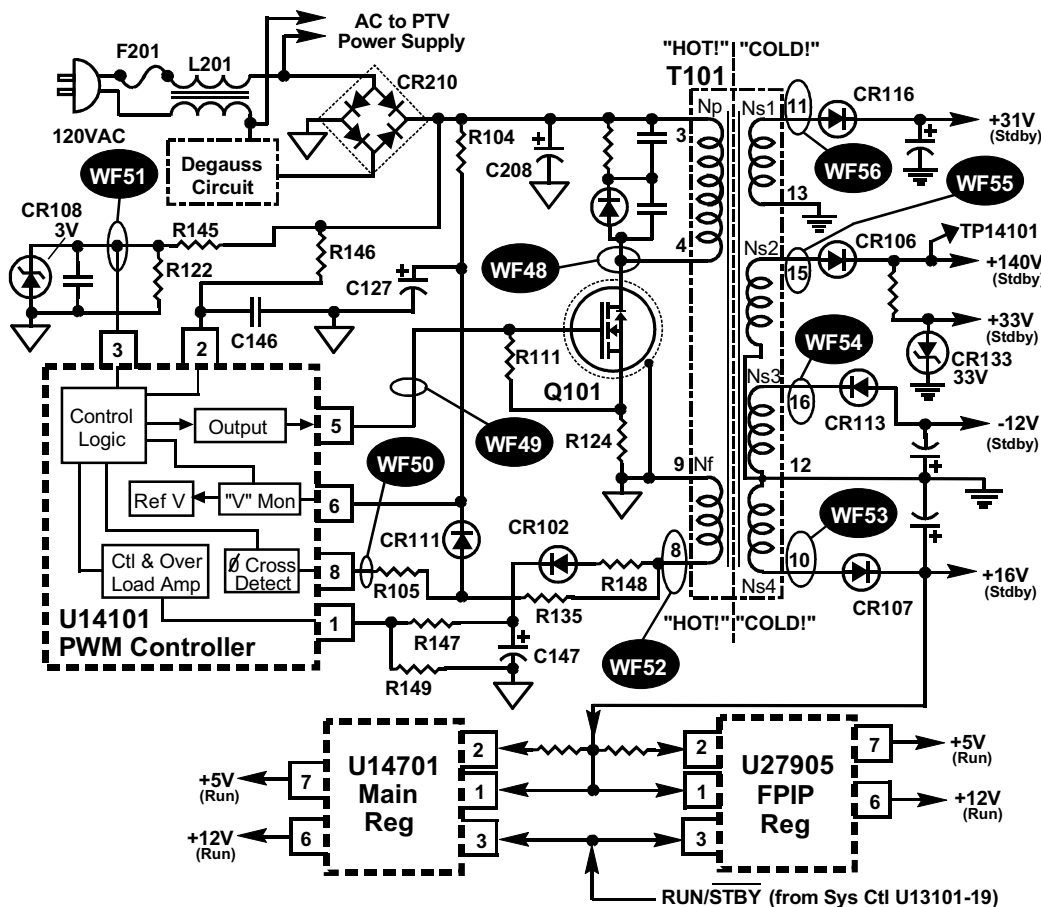 AC to PTV
Power Supply
F201
L201
CR210
120VAC
Degauss
Circuit
WF51
CR108
3V
R145
R122
R146
C146
C127
R104
C208
"HOT!"
"COLD!"
T101
Np
Ns1
3
4
11
13
CR116
+31V
(Stdby)
WF56
WF55
WF48
Ns2
15
CR106
TP14101
+140V
(Stdby)
+33V
(Stdby)
CR133
33V
WF54
Ns3
16
CR113
-12V
(Stdby)
12
R111
Q101
R124
9
Nf
8
WF53
10
Ns4
CR107
+16V
(Stdby)
"HOT!"
"COLD!"
3
2
Control
Logic
Output
5
WF49
WF50
Ref V
"V" Mon
6
CR111
CR102
R148
Ctl & Over
Load Amp
Ø Cross
Detect
8
R105
R135
U14101
PWM Controller
1
R147
C147
R149
WF52
+5V
(Run)
7
U14701
Main
Reg
2
1
+12V
(Run)
6
3
2
U27905
FPIP
Reg
7
+5V
(Run)
1
6
+12V
(Run)
3
RUN/STBY (from Sys Ctl U13101-19)